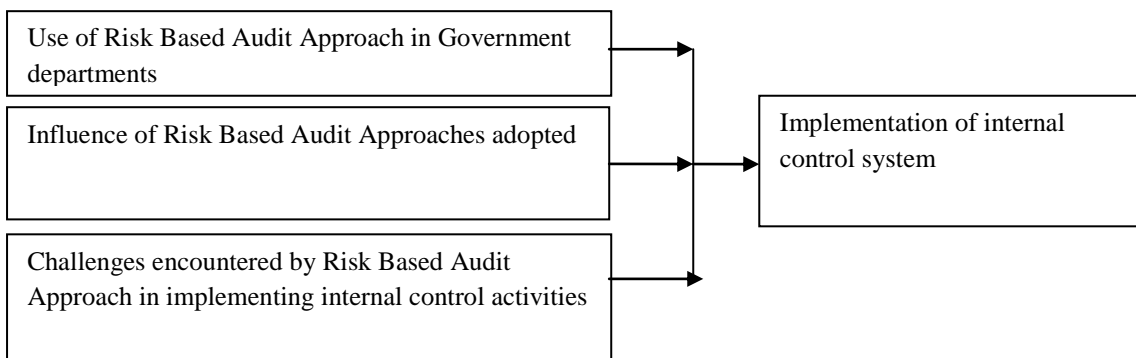 Use of Risk Based Audit Approach in Government
departments
Influence of Risk Based Audit Approaches adopted
Challenges encountered by Risk Based Audit
Approach in implementing internal control activities
Implementation of internal
control system